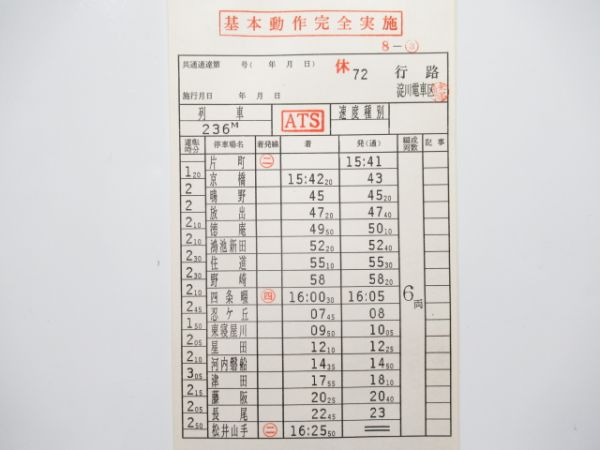 基本動作完全実施
8-③
共通通達第 号( 年 月 日) 休72 行路
施行月日 年 月 日 淀川電車区
列車 ATS 速度種別
236M
運転時分 停車場名 着発線 着 発(通) 編成両数 記事
片町 ㊁ 15:41
1 20 京橋 15:42 20 43
2 鴫野 45 45 20
2 放出 47 20 47 40
2 10 徳庵 49 50 50 10
2 10 鴻池新田 52 20 52 40
2 30 住道 55 10 55 30
2 30 野崎 58 58 20
2 10 四条畷 ㊃ 16:00 30 16:05 6両
2 45 忍ケ丘 07 45 08
1 50 東寝屋川 09 50 10 05
2 05 星田 12 10 12 25
2 10 河内磐船 14 35 14 50
3 05 津田 17 55 18 10
2 15 藤阪 20 25 20 40
2 05 長尾 22 45 23
2 50 松井山手 ㊁ 16:25 50